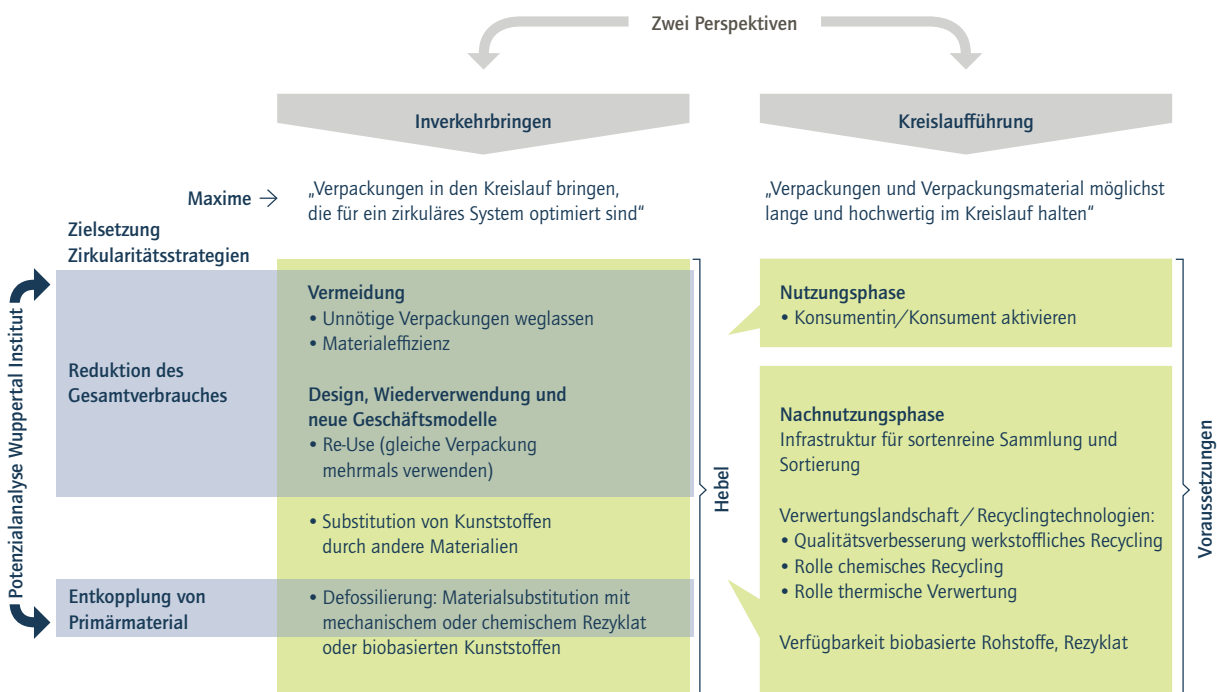 Zwei Perspektiven
Inverkehrbringen
Kreislaufführung
Maxime →
„Verpackungen in den Kreislauf bringen,
die für ein zirkuläres System optimiert sind“
„Verpackungen und Verpackungsmaterial möglichst
lange und hochwertig im Kreislauf halten“
Zielsetzung
Zirkularitätsstrategien
Potenzialanalyse Wuppertal Institut
Reduktion des
Gesamtverbrauches
Vermeidung
• Unnötige Verpackungen weglassen
• Materialeffizienz
Design, Wiederverwendung und
neue Geschäftsmodelle
• Re-Use (gleiche Verpackung
mehrmals verwenden)
• Substitution von Kunststoffen
durch andere Materialien
Entkopplung von
Primärmaterial
• Defossilierung: Materialsubstitution mit
mechanischem oder chemischem Rezyklat
oder biobasierten Kunststoffen
Hebel
Nutzungsphase
• Konsumentin/Konsument aktivieren
Nachnutzungsphase
Infrastruktur für sortenreine Sammlung und
Sortierung
Verwertungslandschaft/Recyclingtechnologien:
• Qualitätsverbesserung werkstoffliches Recycling
• Rolle chemisches Recycling
• Rolle thermische Verwertung
Verfügbarkeit biobasierte Rohstoffe, Rezyklat
Voraussetzungen